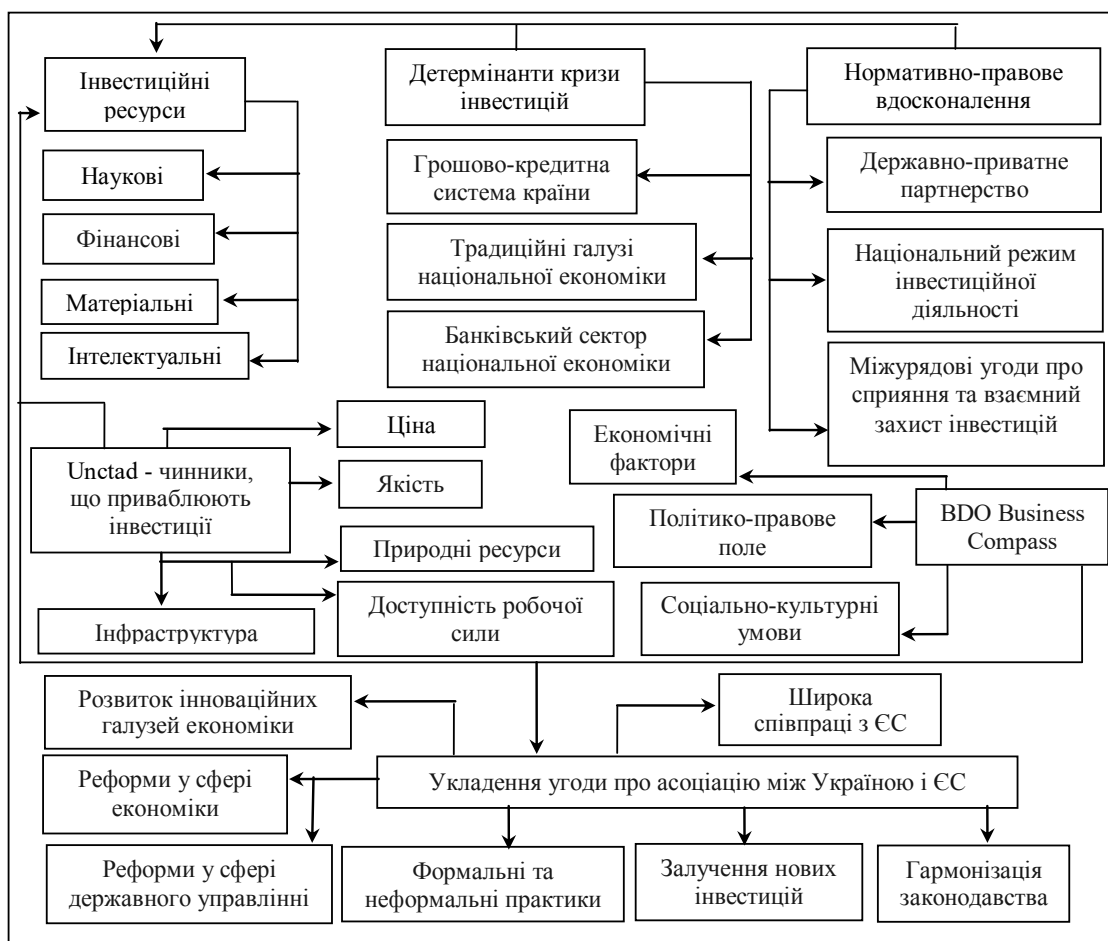 Інвестиційні
ресурси
Детермінанти кризи
інвестицій
Нормативно-правове
вдосконалення
Наукові
Фінансові
Матеріальні
Інтелектуальні
Грошово-кредитна
система країни
Традиційні галузі
національної економіки
Банківський сектор
національної економіки
Державно-приватне
партнерство
Національний режим
інвестиційної
діяльності
Міжурядові угоди про
сприяння та взаємний
захист інвестицій
Unctad - чинники,
що приваблюють
інвестиції
Ціна
Якість
Природні ресурси
Доступність робочої
сили
Інфраструктура
Економічні
фактори
Політико-правове
поле
Соціально-культурні
умови
BDO Business
Compass
Розвиток інноваційних
галузей економіки
Широка
співпраці з ЄС
Реформи у сфері
економіки
Укладення угоди про асоціацію між Україною і ЄС
Реформи у сфері
державного управлінні
Формальні та
неформальні практики
Залучення нових
інвестицій
Гармонізація
законодавства